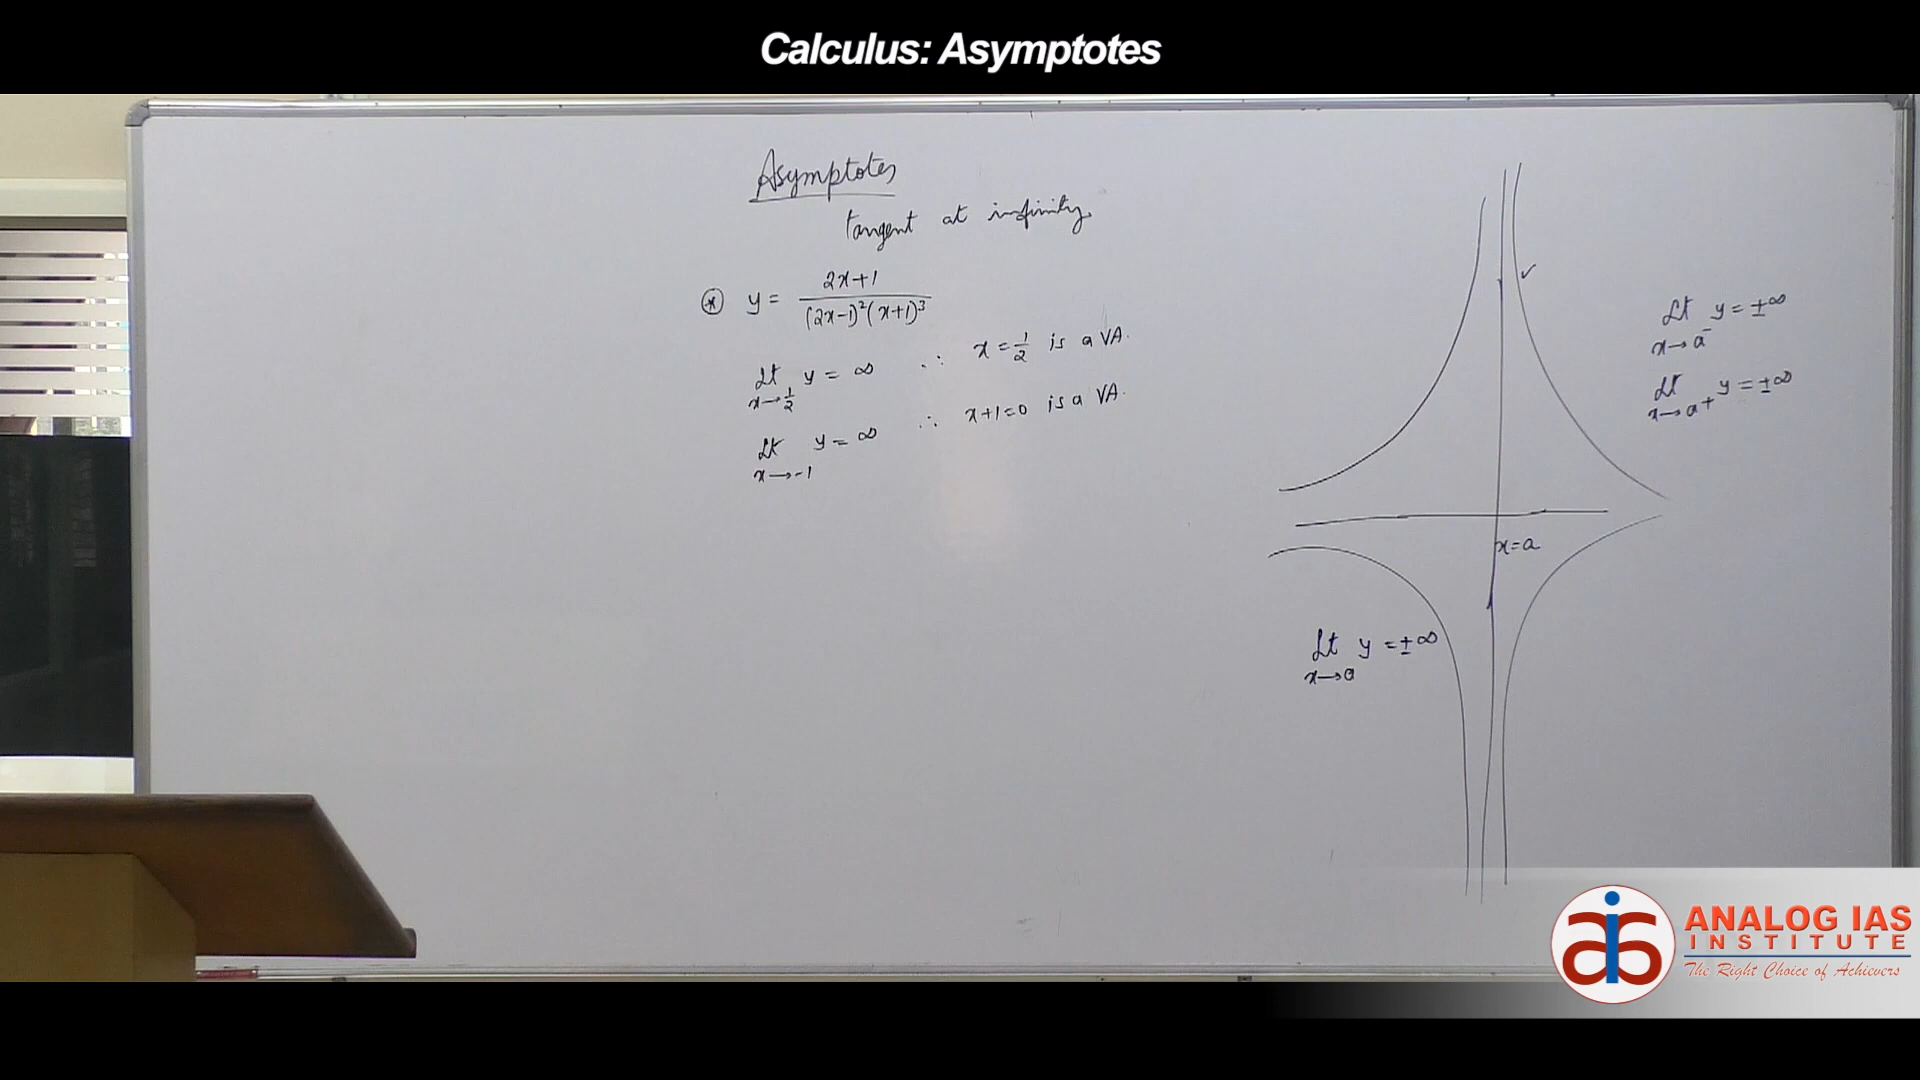 Calculus: Asymptotes
Asymptotes
tangent at infinity
* y = 2x+1 / (2x-1)²(x+1)³
Lt x→1/2 y = ∞ ∴ x = 1/2 is a VA.
Lt x→-1 y = ∞ ∴ x+1=0 is a VA.
Lt x→a⁻ y = ±∞
Lt x→a+ y = ±∞
x=a
Lt x→a y = ±∞
ANALOG IAS
INSTITUTE
The Right Choice of Achievers